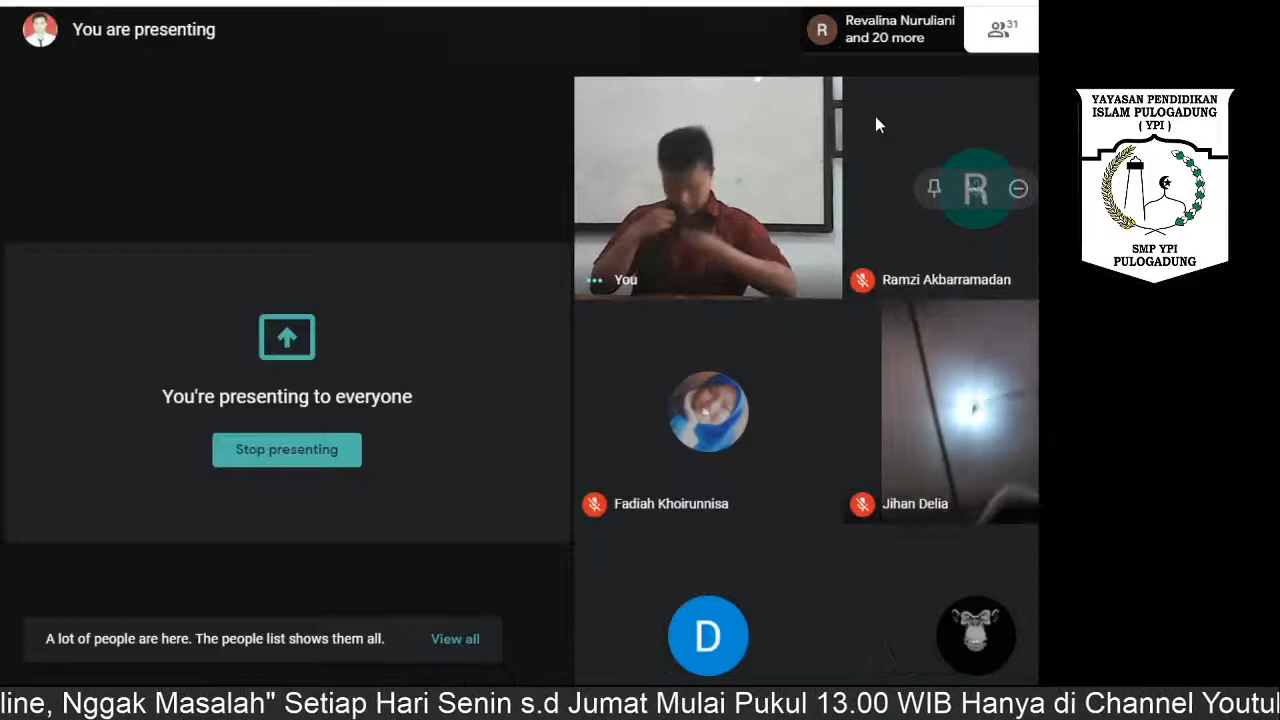 You are presenting
R
Revalina Nuruliani
and 20 more
31
You
R
Ramzi Akbarramadan
You're presenting to everyone
Stop presenting
Fadiah Khoirunnisa
Jihan Delia
A lot of people are here. The people list shows them all.
View all
D
YAYASAN PENDIDIKAN
ISLAM PULOGADUNG
( YPI )
SMP YPI
PULOGADUNG
line, Nggak Masalah" Setiap Hari Senin s.d Jumat Mulai Pukul 13.00 WIB Hanya di Channel Youtu